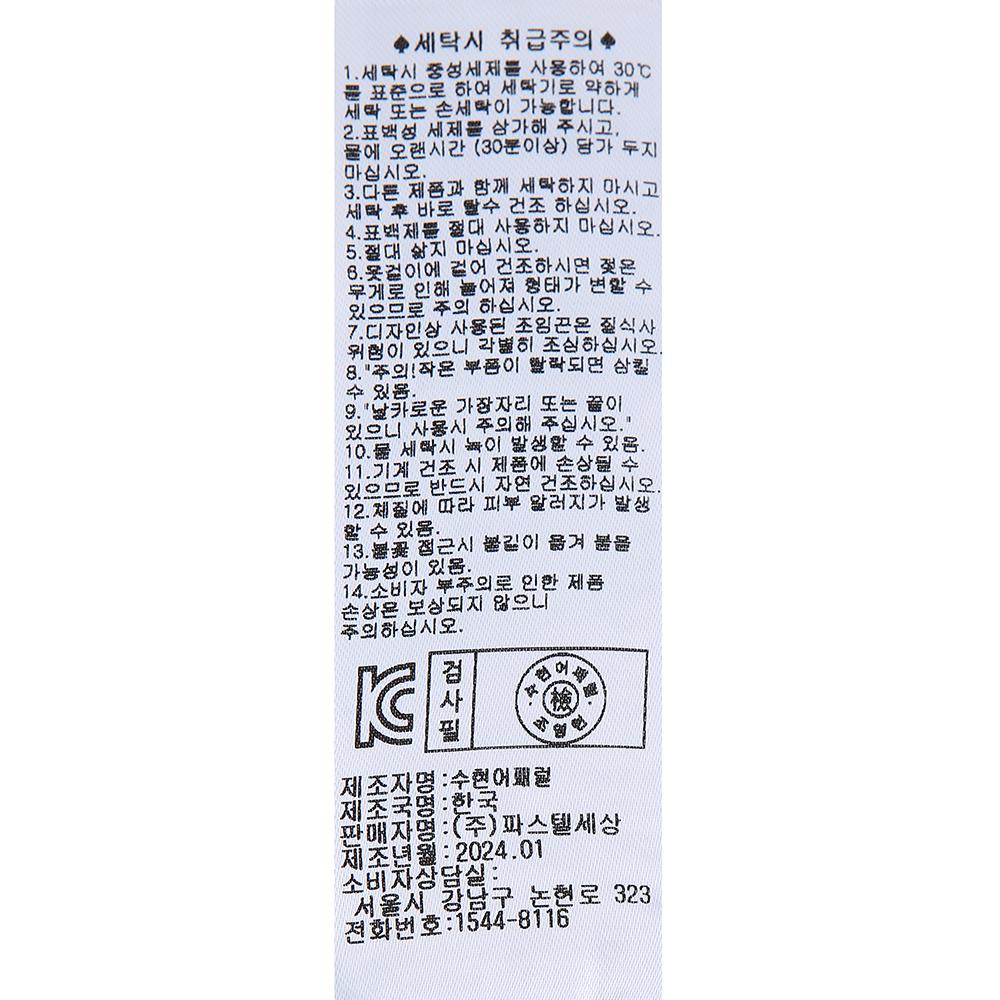 ♠세탁시 취급주의♠
1.세탁시 중성세제를 사용하여 30℃
를 표준으로 하여 세탁기로 약하게
세탁 또는 손세탁이 가능합니다.
2.표백성 세제를 삼가해 주시고,
물에 오랜시간 (30분이상) 담가 두지
마십시오.
3.다른 제품과 함께 세탁하지 마시고
세탁 후 바로 탈수 건조 하십시오.
4.표백제를 절대 사용하지 마십시오.
5.절대 삶지 마십시오.
6.옷걸이에 걸어 건조하시면 젖은
무게로 인해 늘어져 형태가 변할 수
있으므로 주의 하십시오.
7.디자인상 사용된 조임끈은 질식사
위험이 있으니 각별히 조심하십시오.
8."주의!작은 부품이 탈락되면 삼킬
수 있음.
9."날카로운 가장자리 또는 끝이
있으니 사용시 주의해 주십시오."
10.물 세탁시 녹이 발생할 수 있음.
11.기계 건조 시 제품에 손상될 수
있으므로 반드시 자연 건조하십시오.
12.체질에 따라 피부 알러지가 발생
할 수 있음.
13.불꽃 접근시 불길이 옮겨 붙을
가능성이 있음.
14.소비자 부주의로 인한 제품
손상은 보상되지 않으니
주의하십시오.
KC
검사필
수현어패럴
檢
조영현
제조자명:수현어패럴
제조국명:한국
판매자명:(주)파스텔세상
제조년월:2024.01
소비자상담실:
서울시 강남구 논현로 323
전화번호:1544-8116